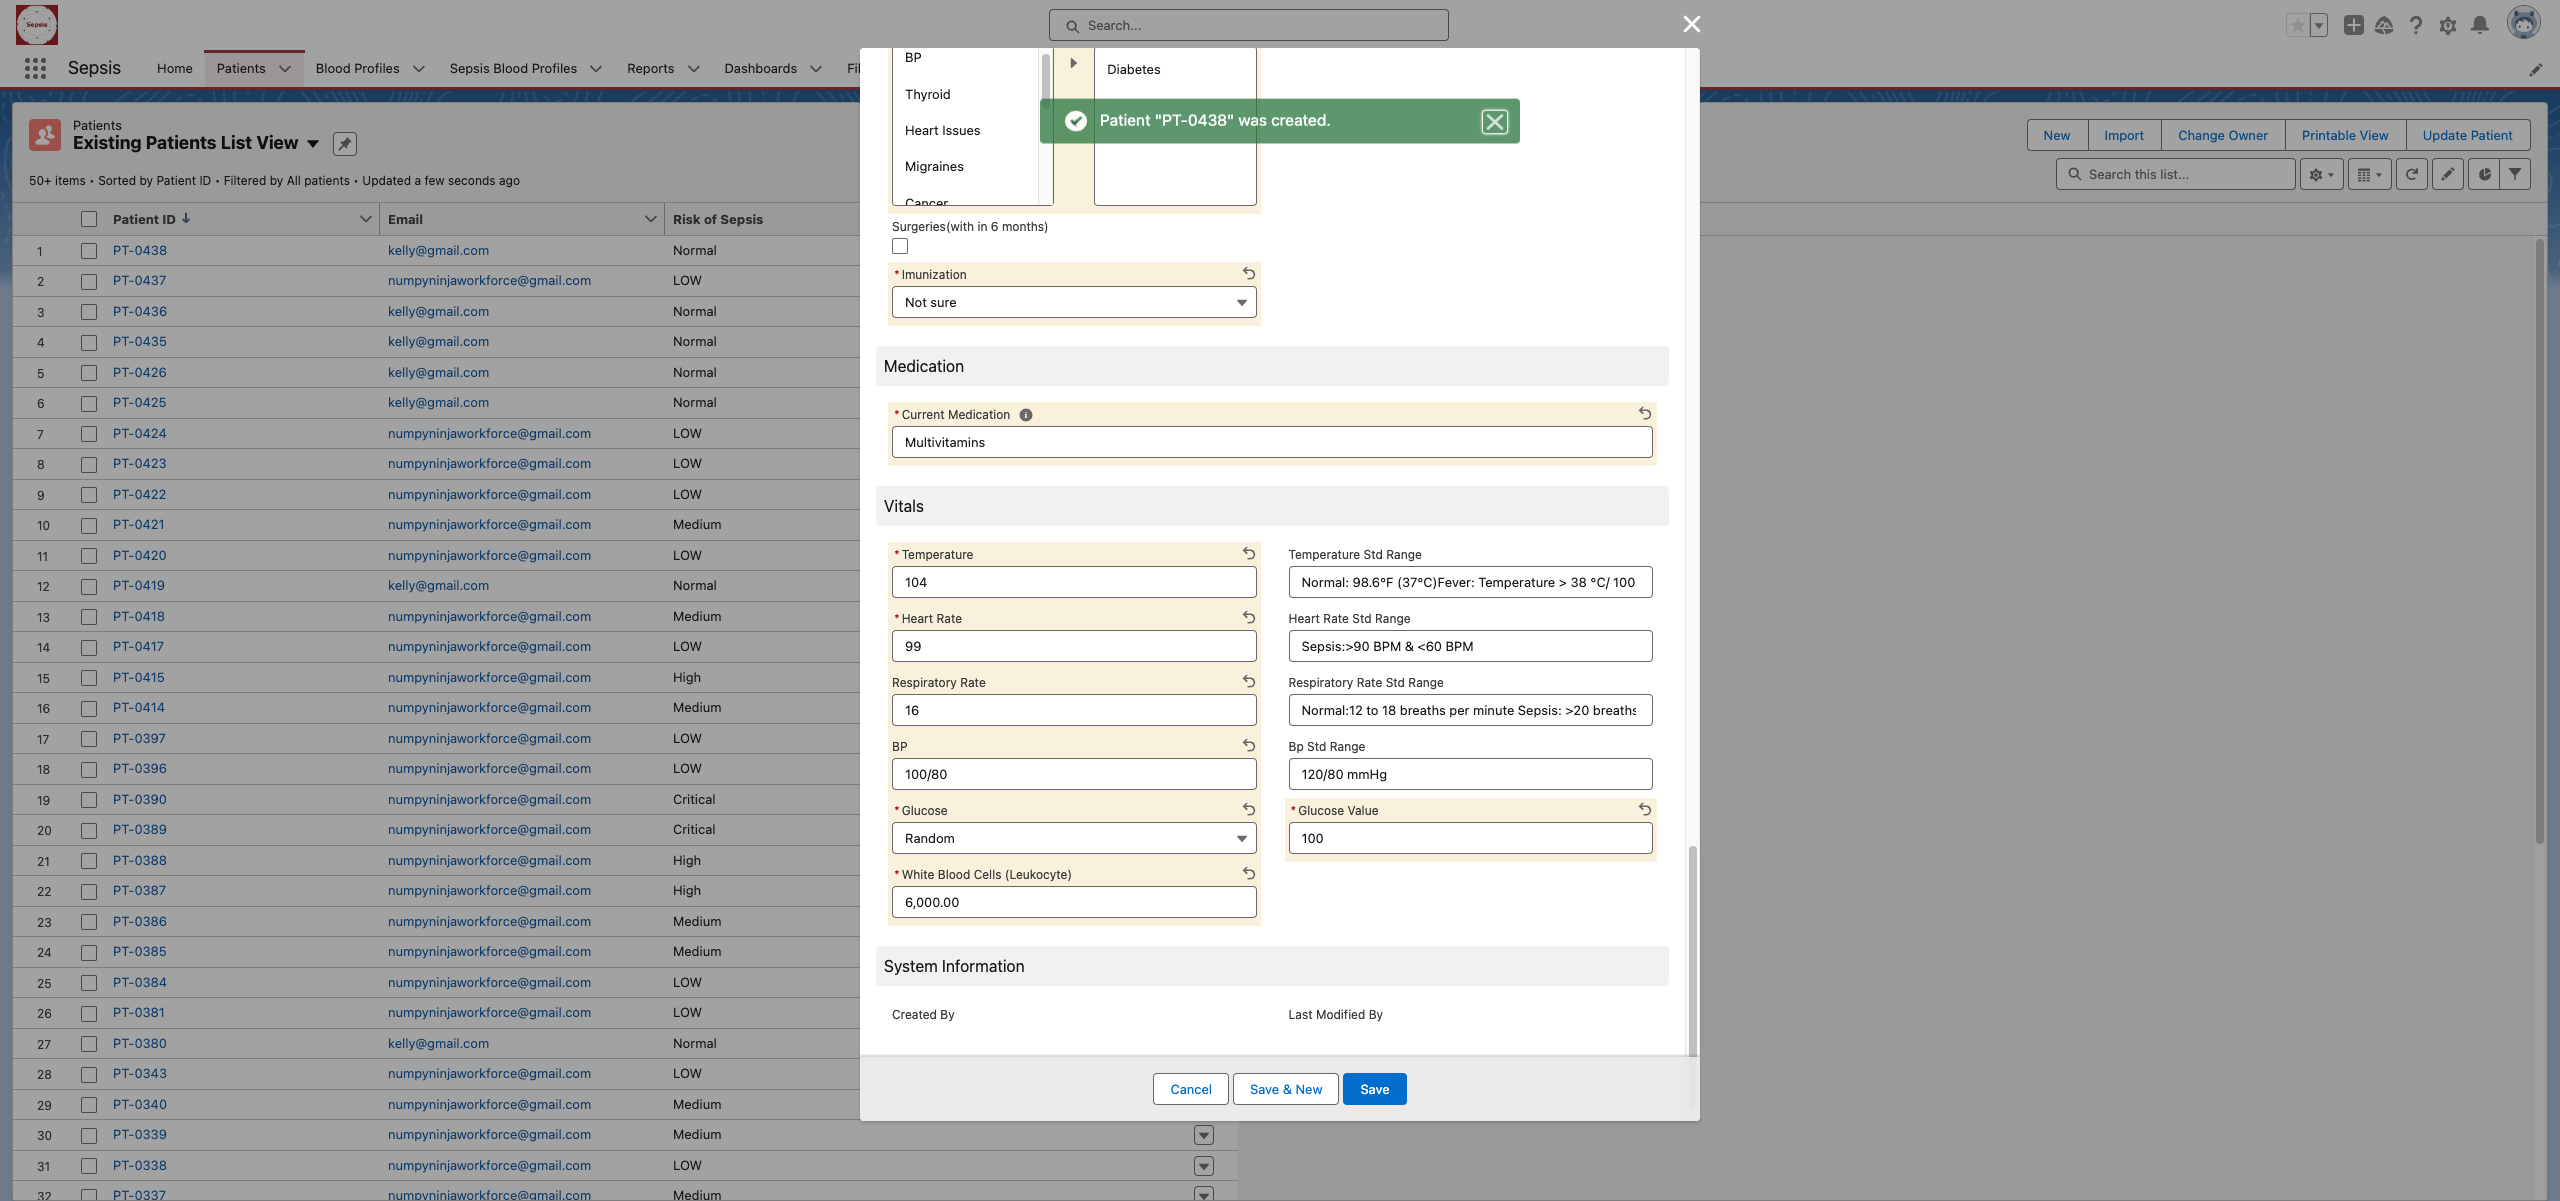 Sepsis
Search...
Sepsis
Home
Patients
Blood Profiles
Sepsis Blood Profiles
Reports
Dashboards
Patients
Existing Patients List View
50+ items • Sorted by Patient ID • Filtered by All patients • Updated a few seconds ago
New
Import
Change Owner
Printable View
Update Patient
Search this list...
Patient ID Email Risk of Sepsis
1 PT-0438 kelly@gmail.com Normal
2 PT-0437 numpyninjaworkforce@gmail.com LOW
3 PT-0436 kelly@gmail.com Normal
4 PT-0435 kelly@gmail.com Normal
5 PT-0426 kelly@gmail.com Normal
6 PT-0425 kelly@gmail.com Normal
7 PT-0424 numpyninjaworkforce@gmail.com LOW
8 PT-0423 numpyninjaworkforce@gmail.com LOW
9 PT-0422 numpyninjaworkforce@gmail.com LOW
10 PT-0421 numpyninjaworkforce@gmail.com Medium
11 PT-0420 numpyninjaworkforce@gmail.com LOW
12 PT-0419 kelly@gmail.com Normal
13 PT-0418 numpyninjaworkforce@gmail.com Medium
14 PT-0417 numpyninjaworkforce@gmail.com LOW
15 PT-0415 numpyninjaworkforce@gmail.com High
16 PT-0414 numpyninjaworkforce@gmail.com Medium
17 PT-0397 numpyninjaworkforce@gmail.com LOW
18 PT-0396 numpyninjaworkforce@gmail.com LOW
19 PT-0390 numpyninjaworkforce@gmail.com Critical
20 PT-0389 numpyninjaworkforce@gmail.com Critical
21 PT-0388 numpyninjaworkforce@gmail.com High
22 PT-0387 numpyninjaworkforce@gmail.com High
23 PT-0386 numpyninjaworkforce@gmail.com Medium
24 PT-0385 numpyninjaworkforce@gmail.com Medium
25 PT-0384 numpyninjaworkforce@gmail.com LOW
26 PT-0381 numpyninjaworkforce@gmail.com LOW
27 PT-0380 kelly@gmail.com Normal
28 PT-0343 numpyninjaworkforce@gmail.com LOW
29 PT-0340 numpyninjaworkforce@gmail.com Medium
30 PT-0339 numpyninjaworkforce@gmail.com Medium
31 PT-0338 numpyninjaworkforce@gmail.com LOW
32 PT-0337 numpyninjaworkforce@gmail.com Medium
BP
Thyroid
Heart Issues
Migraines
Cancer
Diabetes
Patient "PT-0438" was created.
Surgeries(with in 6 months)
* Imunization
Not sure
Medication
* Current Medication
Multivitamins
Vitals
* Temperature
104
Temperature Std Range
Normal: 98.6°F (37°C)Fever: Temperature > 38 °C/ 100
* Heart Rate
99
Heart Rate Std Range
Sepsis:>90 BPM & <60 BPM
Respiratory Rate
16
Respiratory Rate Std Range
Normal:12 to 18 breaths per minute Sepsis: >20 breaths
BP
100/80
Bp Std Range
120/80 mmHg
* Glucose
Random
* Glucose Value
100
* White Blood Cells (Leukocyte)
6,000.00
System Information
Created By
Last Modified By
Cancel
Save & New
Save